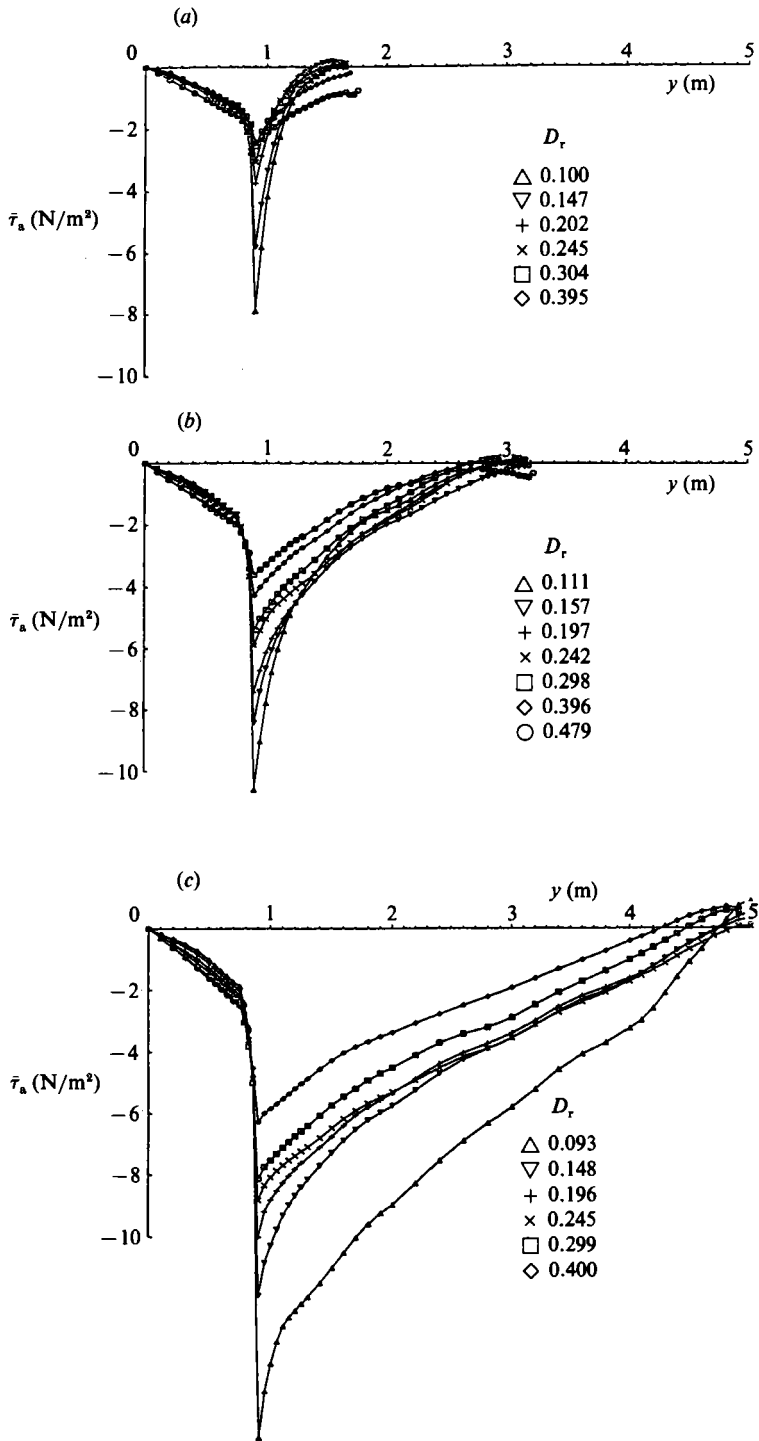 (a)
0 1 2 3 4 5
y (m)
−2
−4
−6
−8
−10
τ̄ₐ (N/m²)
Dᵣ
△ 0.100
▽ 0.147
+ 0.202
× 0.245
□ 0.304
◇ 0.395
(b)
0 1 2 3 4 5
y (m)
−2
−4
−6
−8
−10
τ̄ₐ (N/m²)
Dᵣ
△ 0.111
▽ 0.157
+ 0.197
× 0.242
□ 0.298
◇ 0.396
○ 0.479
(c)
y (m)
0 1 2 3 4 5
−2
−4
−6
−8
−10
τ̄ₐ (N/m²)
Dᵣ
△ 0.093
▽ 0.148
+ 0.196
× 0.245
□ 0.299
◇ 0.400